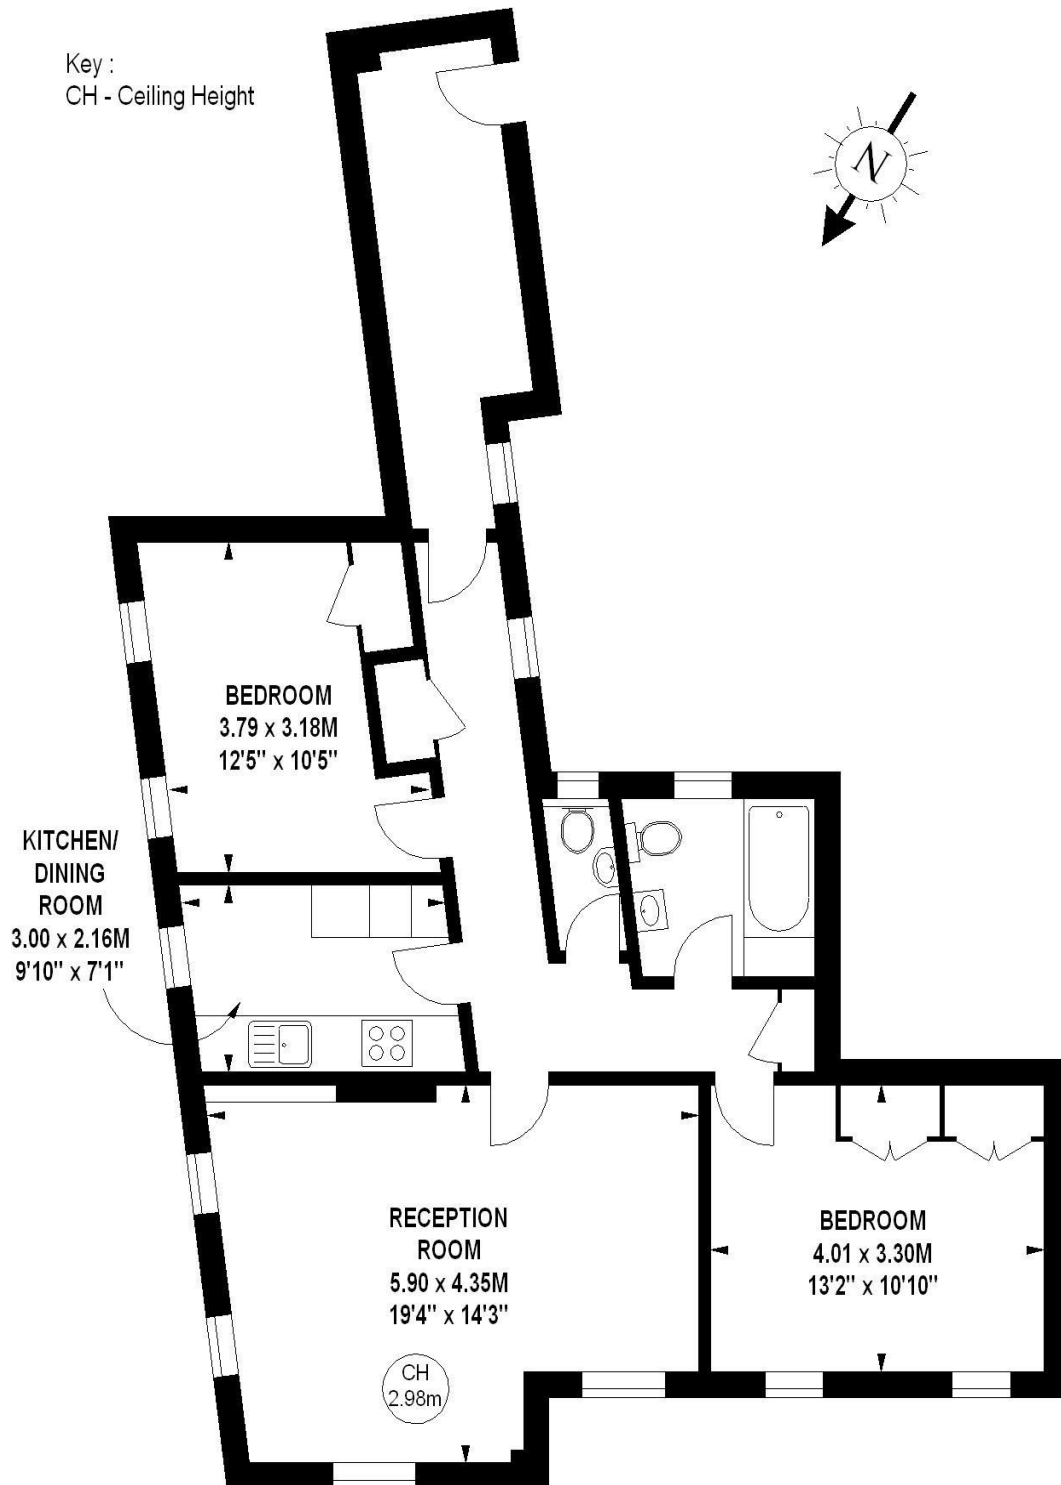 Key :
CH - Ceiling Height
N
BEDROOM
3.79 x 3.18M
12'5" x 10'5"
KITCHEN/
DINING
ROOM
3.00 x 2.16M
9'10" x 7'1"
RECEPTION
ROOM
5.90 x 4.35M
19'4" x 14'3"
CH
2.98m
BEDROOM
4.01 x 3.30M
13'2" x 10'10"